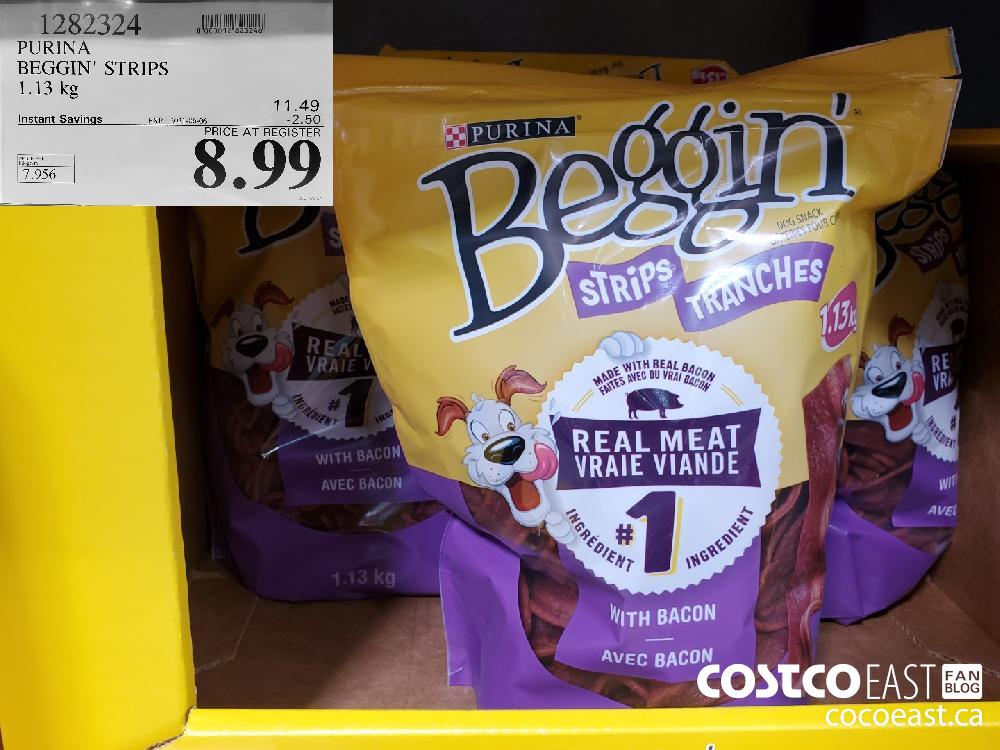 1282324
PURINA
BEGGIN' STRIPS
1.13 kg
11.49
Instant Savings
-2.50
PRICE AT REGISTER
8.99
7.956
PURINA
Beggin'
DOG SNACK
STRIPS
TRANCHES
1.13
MADE WITH REAL BACON
FAITES AVEC DU VRAI BACON
REAL MEAT
VRAIE VIANDE
#1
INGRÉDIENT
INGREDIENT
WITH BACON
AVEC BACON
REAL
VRAIE
#1
INGRÉDIENT
WITH BACON
AVEC BACON
1.13 kg
COSTCO EAST FAN BLOG
cocoeast.ca